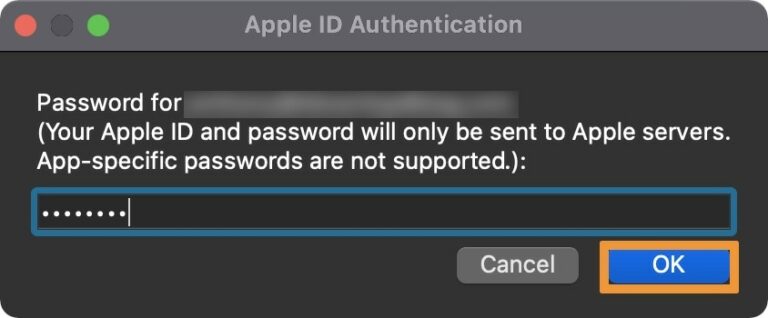 Apple ID Authentication
Password for
(Your Apple ID and password will only be sent to Apple servers.
App-specific passwords are not supported.):
••••••••
Cancel
OK